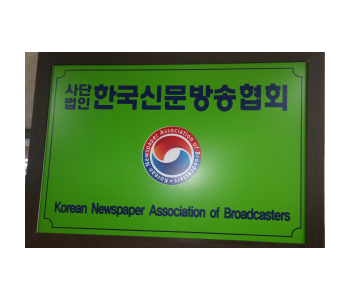 사단
법인 한국신문방송협회
Korean Newspaper Association of Broadcasters
Korean Newspaper Association of Broadcasters